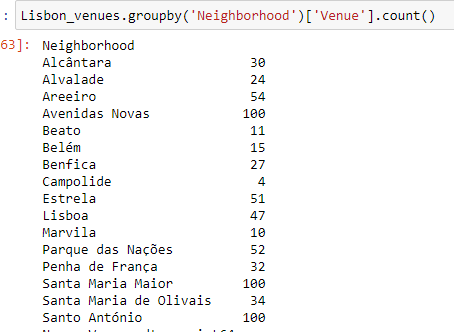 : Lisbon_venues.groupby('Neighborhood')['Venue'].count()
63]: Neighborhood
Alcântara 30
Alvalade 24
Areeiro 54
Avenidas Novas 100
Beato 11
Belém 15
Benfica 27
Campolide 4
Estrela 51
Lisboa 47
Marvila 10
Parque das Nações 52
Penha de França 32
Santa Maria Maior 100
Santa Maria de Olivais 34
Santo António 100